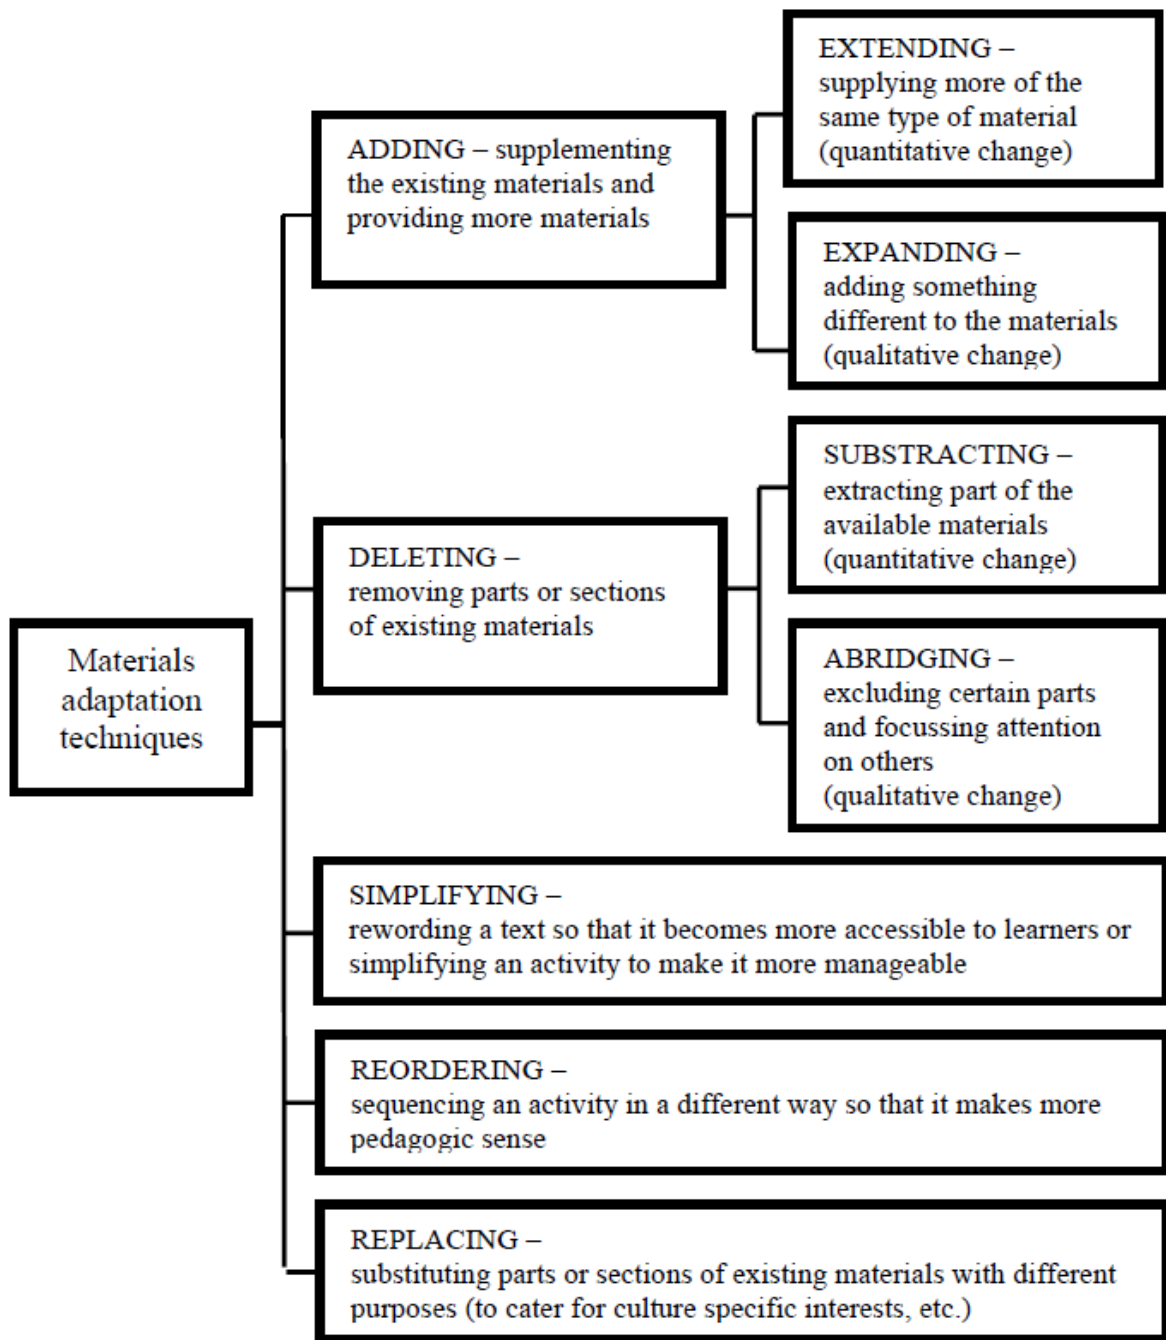 Materials
adaptation
techniques
ADDING – supplementing
the existing materials and
providing more materials
EXTENDING –
supplying more of the
same type of material
(quantitative change)
EXPANDING –
adding something
different to the materials
(qualitative change)
DELETING –
removing parts or sections
of existing materials
SUBSTRACTING –
extracting part of the
available materials
(quantitative change)
ABRIDGING –
excluding certain parts
and focussing attention
on others
(qualitative change)
SIMPLIFYING –
rewording a text so that it becomes more accessible to learners or
simplifying an activity to make it more manageable
REORDERING –
sequencing an activity in a different way so that it makes more
pedagogic sense
REPLACING –
substituting parts or sections of existing materials with different
purposes (to cater for culture specific interests, etc.)